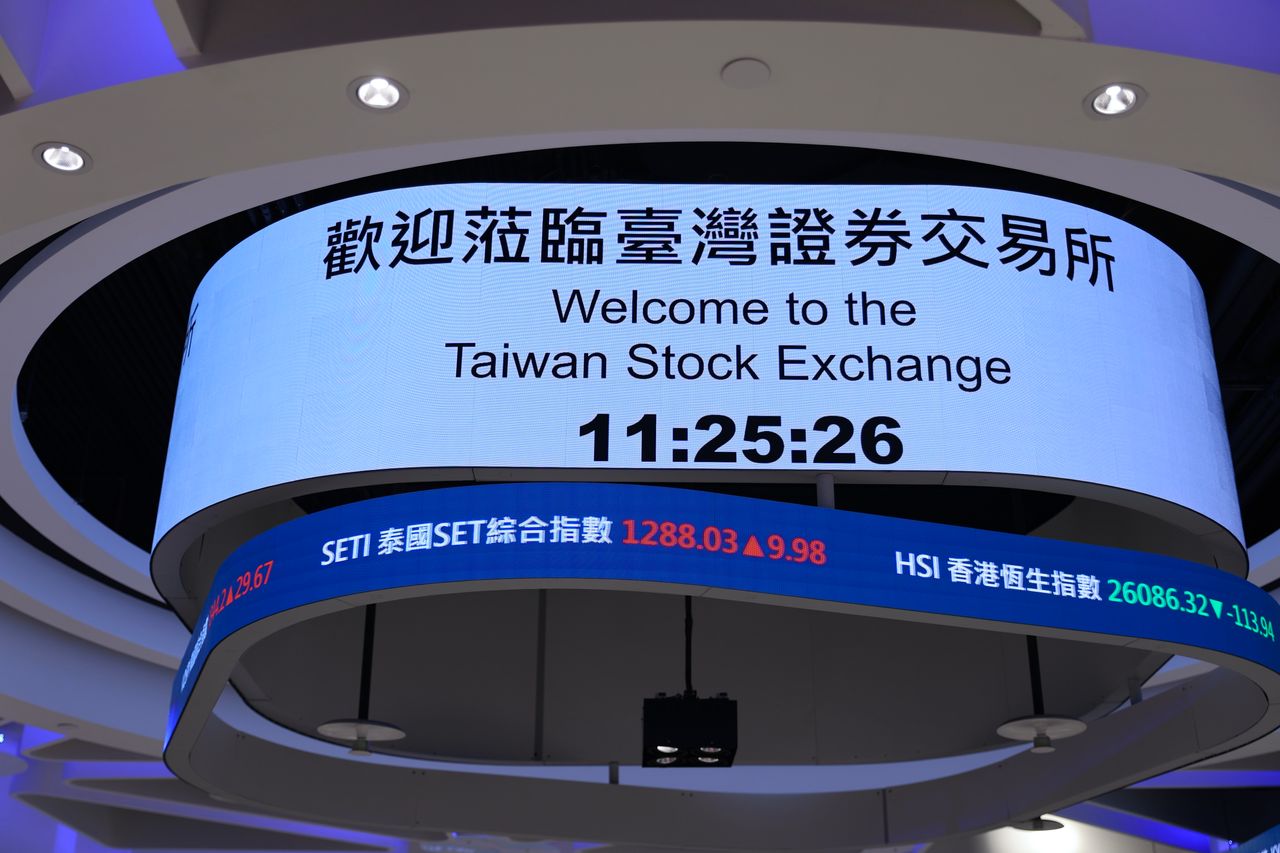 歡迎蒞臨臺灣證券交易所
Welcome to the
Taiwan Stock Exchange
11:25:26
▲29.67 SETI 泰國SET綜合指數 1288.03▲9.98 HSI 香港恆生指數 26086.32▼-113.94